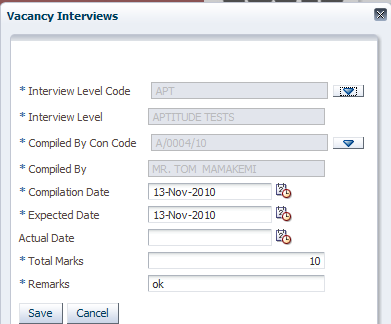 Vacancy Interviews
* Interview Level Code APT
* Interview Level APTITUDE TESTS
* Compiled By Con Code A/0004/10
* Compiled By MR. TOM MAMAKEMI
* Compilation Date 13-Nov-2010
* Expected Date 13-Nov-2010
Actual Date
* Total Marks 10
* Remarks ok
Save Cancel